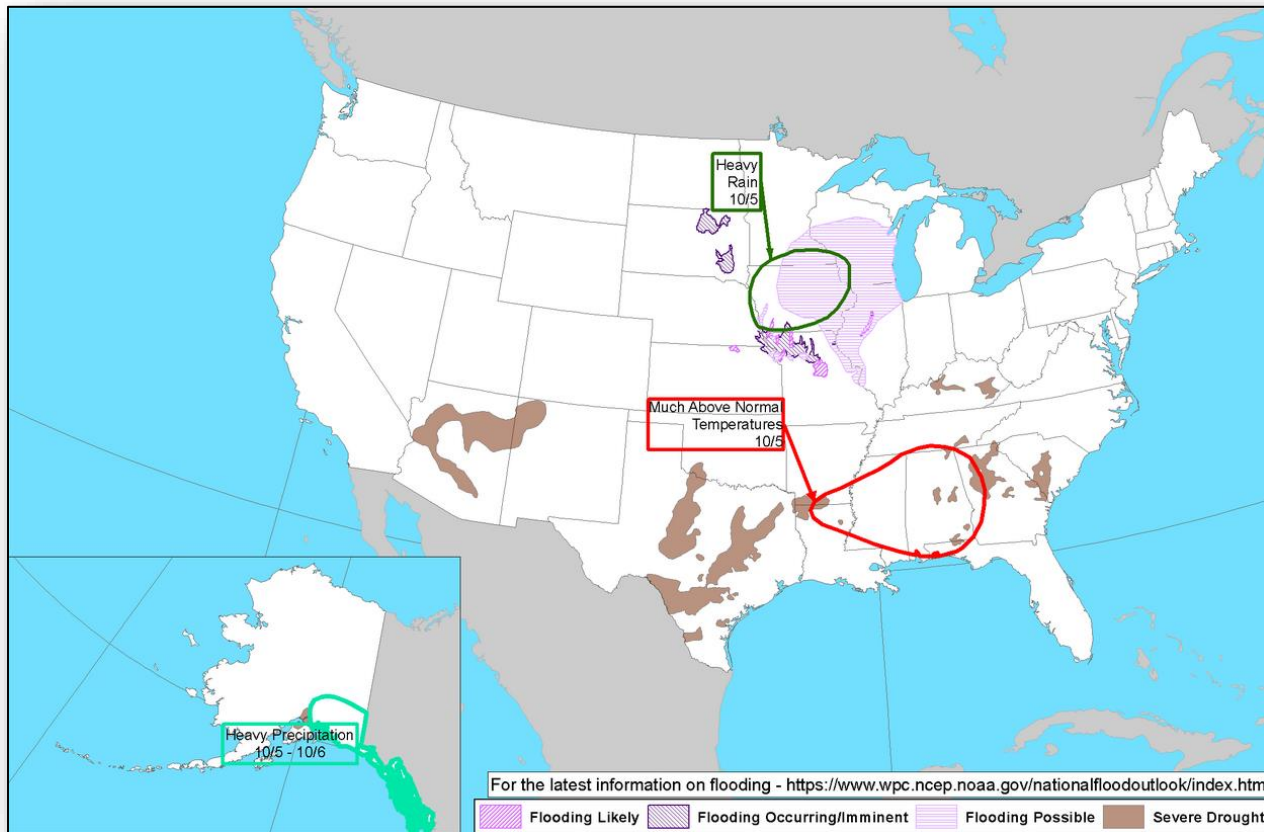 Heavy
Rain
10/5
Much Above Normal
Temperatures
10/5
Heavy Precipitation
10/5 - 10/6
For the latest information on flooding - https://www.wpc.ncep.noaa.gov/nationalfloodoutlook/index.htm
Flooding Likely
Flooding Occurring/Imminent
Flooding Possible
Severe Drought